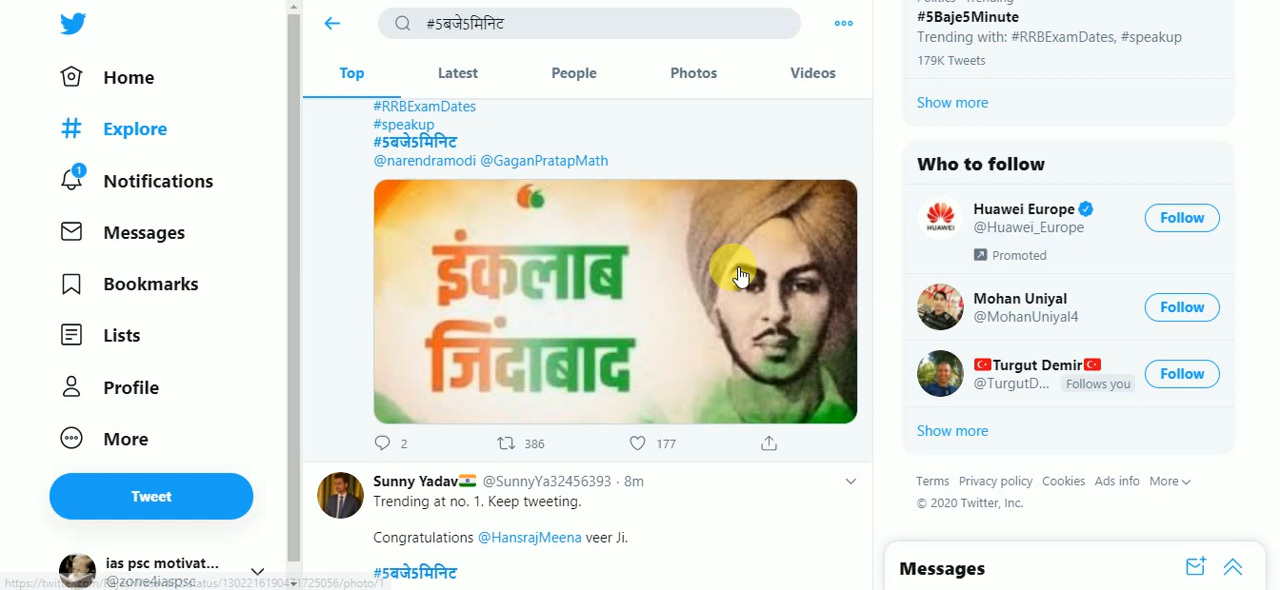 Home
Explore
1
Notifications
Messages
Bookmarks
Lists
Profile
More
Tweet
ias psc motivat...
#5बजे5मिनिट
Top
Latest
People
Photos
Videos
#RRBExamDates
#speakup
#5बजे5मिनिट
@narendramodi @GaganPratapMath
इंकलाब
जिंदाबाद
2
386
177
Sunny Yadav @SunnyYa32456393 · 8m
Trending at no. 1. Keep tweeting.
Congratulations @HansrajMeena veer Ji.
#5बजे5मिनिट
#5Baje5Minute
Trending with: #RRBExamDates, #speakup
179K Tweets
Show more
Who to follow
HUAWEI
Huawei Europe
@Huawei_Europe
Follow
Promoted
Mohan Uniyal
@MohanUniyal4
Follow
Turgut Demir
@TurgutD... Follows you
Follow
Show more
Terms Privacy policy Cookies Ads info More
© 2020 Twitter, Inc.
Messages